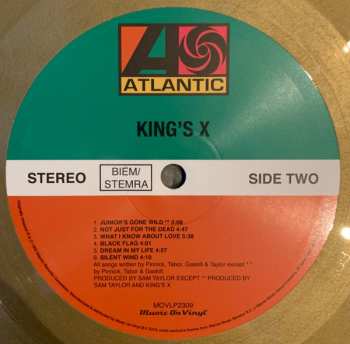 ATLANTIC
KING'S X
STEREO
BIEM/
STEMRA
SIDE TWO
1. JUNIOR'S GONE WILD **
2. NOT JUST FOR THE DEAD 4:47
3. WHAT I KNOW ABOUT LOVE
4. BLACK FLAG 4:01
5. DREAM IN MY LIFE
6. SILENT WIND
All songs written by Pinnick, Tabor, Gaskill & Taylor except *
by Pinnick, Tabor & Gaskill.
PRODUCED BY SAM TAYLOR EXCEPT ** PRODUCED BY
SAM TAYLOR AND KING'S X
MOVLP2309
Music On Vinyl